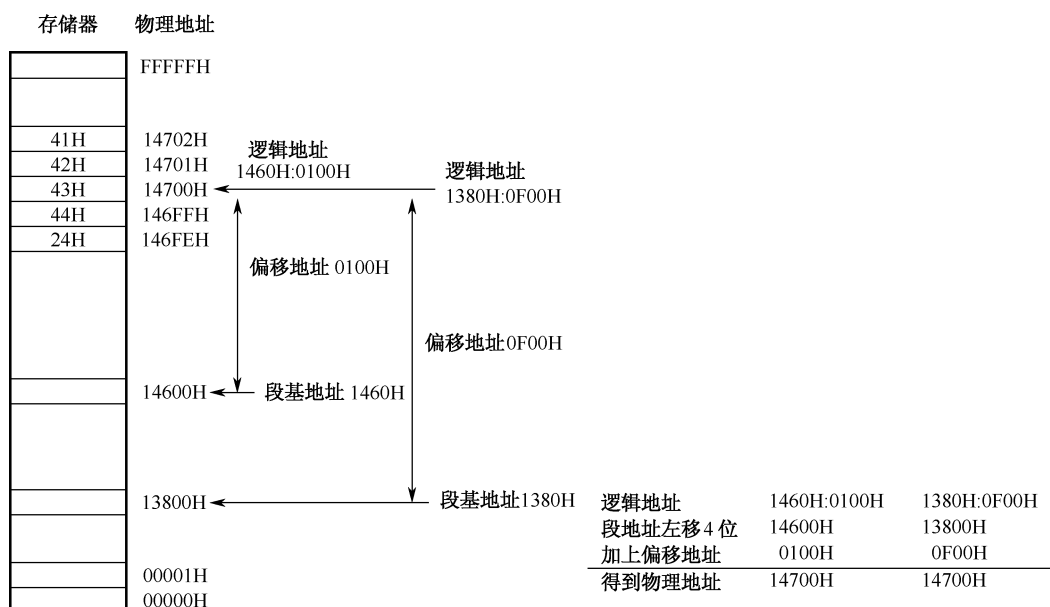 存储器 物理地址
FFFFFH
41H 14702H
42H 14701H
43H 14700H
44H 146FFH
24H 146FEH
逻辑地址
1460H:0100H
逻辑地址
1380H:0F00H
偏移地址 0100H
偏移地址0F00H
14600H 段基地址 1460H
13800H 段基地址1380H
00001H
00000H
逻辑地址 1460H:0100H 1380H:0F00H
段地址左移4位 14600H 13800H
加上偏移地址 0100H 0F00H
得到物理地址 14700H 14700H